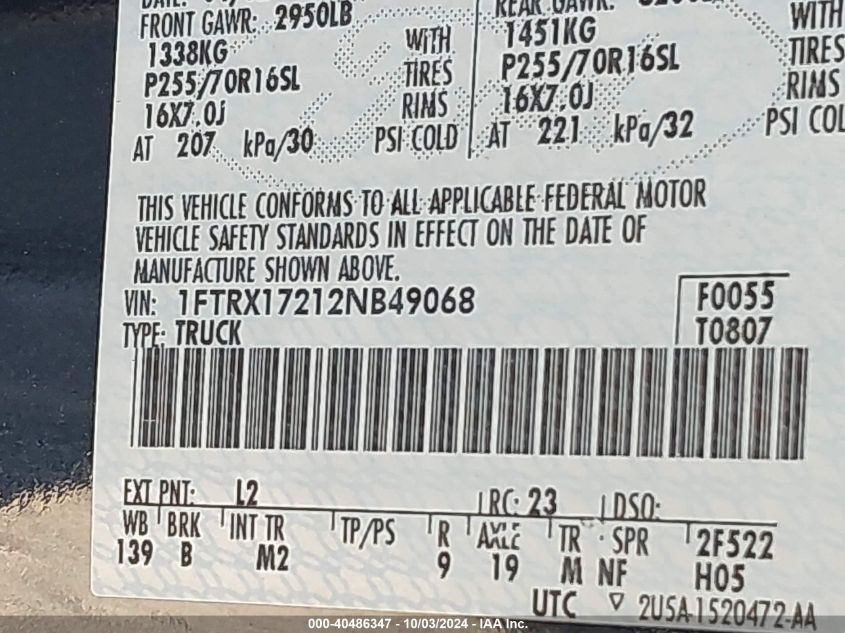 FRONT GAWR: 2950LB
1338KG WITH
P255/70R16SL TIRES
16X7.0J RIMS
AT 207 kPa/30 PSI COLD
REAR GAWR:
1451KG WITH
P255/70R16SL TIRES
16X7.0J RIMS
AT 221 kPa/32 PSI COL
THIS VEHICLE CONFORMS TO ALL APPLICABLE FEDERAL MOTOR
VEHICLE SAFETY STANDARDS IN EFFECT ON THE DATE OF
MANUFACTURE SHOWN ABOVE.
VIN: 1FTRX17212NB49068
F0055
TYPE: TRUCK
T0807
EXT PNT: L2 RC: 23 DSO:
WB BRK INT TR TP/PS R AXLE TR SPR 2F522
139 B M2 9 19 M NF H05
UTC ▽ 2U5A-1520472-AA
000-40486347 - 10/03/2024 - IAA Inc.